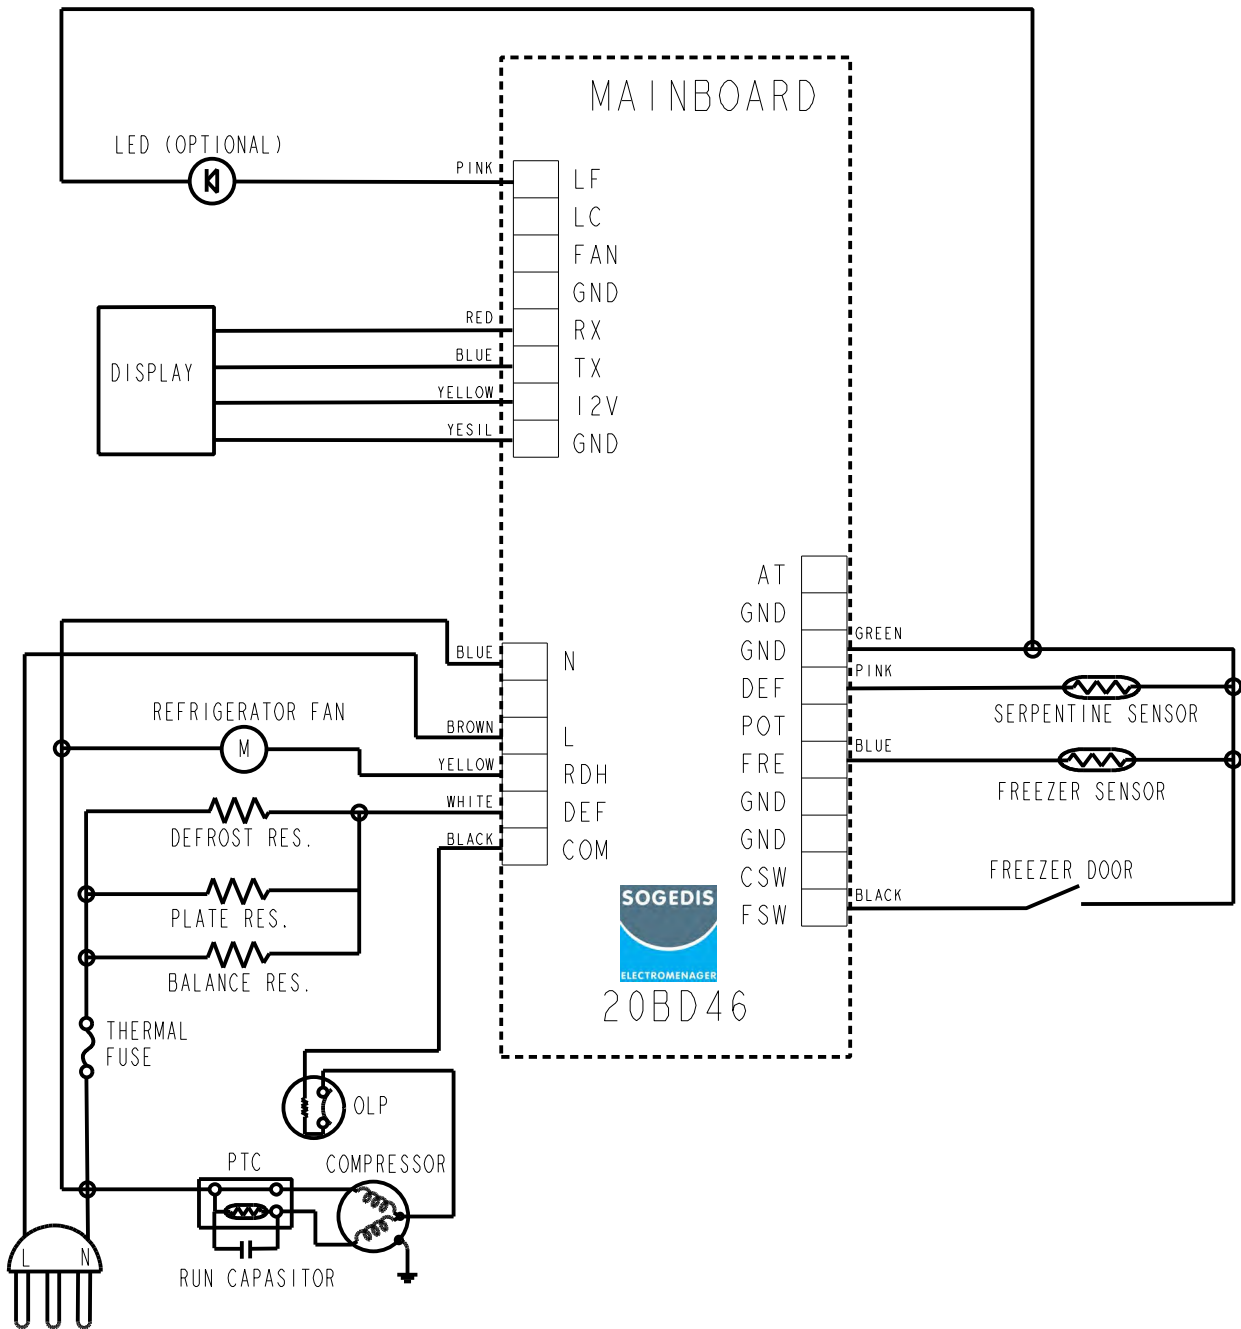 MAINBOARD
LED (OPTIONAL)
PINK
LF
LC
FAN
GND
RED
RX
BLUE
TX
DISPLAY
YELLOW
12V
YESIL
GND
AT
GND
GREEN
GND
PINK
DEF
SERPENTINE SENSOR
POT
BLUE
FRE
FREEZER SENSOR
GND
GND
CSW
FREEZER DOOR
BLACK
FSW
BLUE
N
REFRIGERATOR FAN
M
BROWN
L
YELLOW
RDH
WHITE
DEF
DEFROST RES.
BLACK
COM
PLATE RES.
BALANCE RES.
SOGEDIS
ELECTROMENAGER
20BD46
THERMAL
FUSE
OLP
PTC
COMPRESSOR
L
N
RUN CAPASITOR